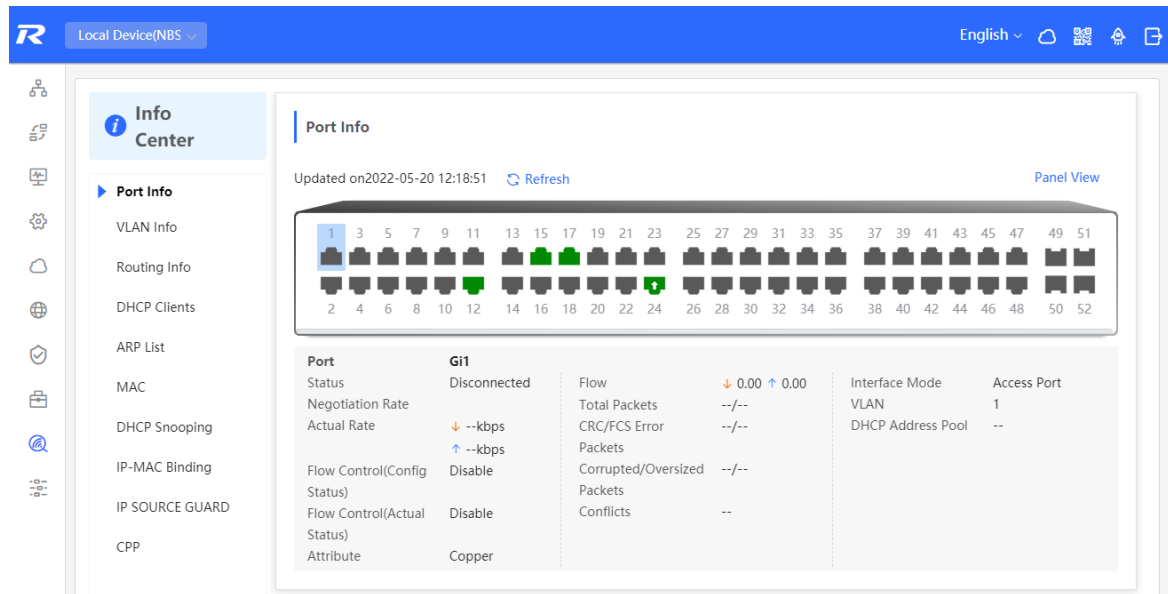 Local Device(NBS
English
Info
Center
Port Info
VLAN Info
Routing Info
DHCP Clients
ARP List
MAC
DHCP Snooping
IP-MAC Binding
IP SOURCE GUARD
CPP
Port Info
Updated on2022-05-20 12:18:51 Refresh Panel View
1 3 5 7 9 11 13 15 17 19 21 23 25 27 29 31 33 35 37 39 41 43 45 47 49 51
2 4 6 8 10 12 14 16 18 20 22 24 26 28 30 32 34 36 38 40 42 44 46 48 50 52
Port Gi1
Status Disconnected
Negotiation Rate
Actual Rate ↓ --kbps
↑ --kbps
Flow Control(Config
Status) Disable
Flow Control(Actual
Status) Disable
Attribute Copper
Flow ↓ 0.00 ↑ 0.00
Total Packets --/--
CRC/FCS Error
Packets --/--
Corrupted/Oversized
Packets --/--
Conflicts --
Interface Mode Access Port
VLAN 1
DHCP Address Pool --